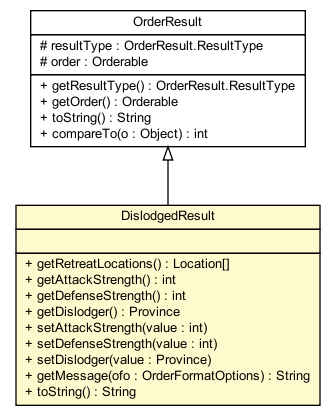 OrderResult
# resultType : OrderResult.ResultType
# order : Orderable
+ getResultType() : OrderResult.ResultType
+ getOrder() : Orderable
+ toString() : String
+ compareTo(o : Object) : int
DislodgedResult
+ getRetreatLocations() : Location[]
+ getAttackStrength() : int
+ getDefenseStrength() : int
+ getDislodger() : Province
+ setAttackStrength(value : int)
+ setDefenseStrength(value : int)
+ setDislodger(value : Province)
+ getMessage(ofo : OrderFormatOptions) : String
+ toString() : String